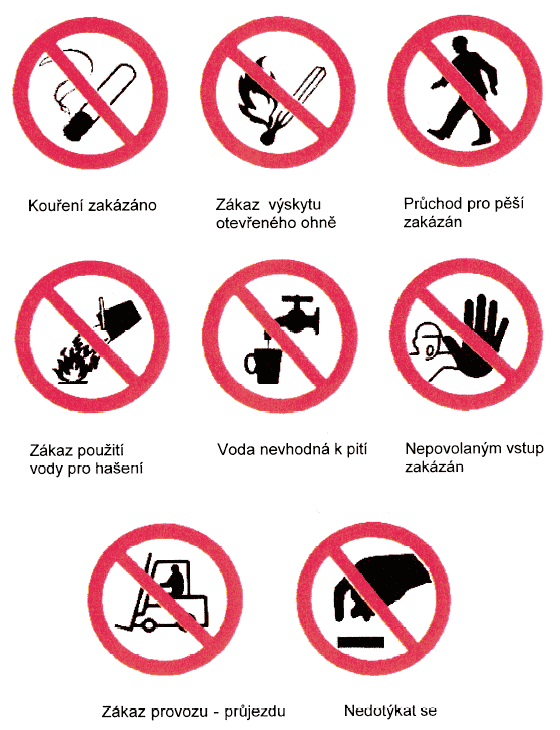 Kouření zakázáno
Zákaz výskytu
otevřeného ohně
Průchod pro pěší
zakázán
Zákaz použití
vody pro hašení
Voda nevhodná k pití
Nepovolaným vstup
zakázán
Zákaz provozu - průjezdu
Nedotýkat se